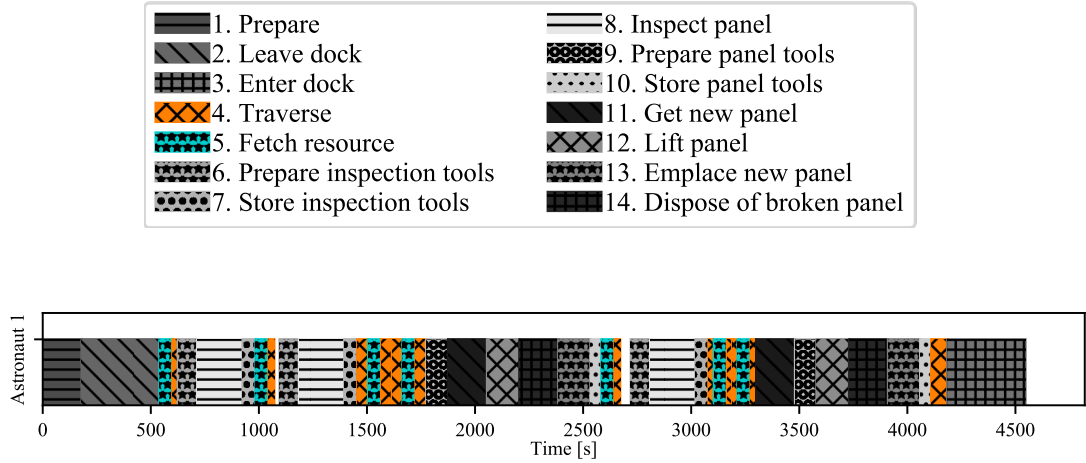 1. Prepare
2. Leave dock
3. Enter dock
4. Traverse
5. Fetch resource
6. Prepare inspection tools
7. Store inspection tools
8. Inspect panel
9. Prepare panel tools
10. Store panel tools
11. Get new panel
12. Lift panel
13. Emplace new panel
14. Dispose of broken panel
Astronaut 1
0 500 1000 1500 2000 2500 3000 3500 4000 4500
Time [s]